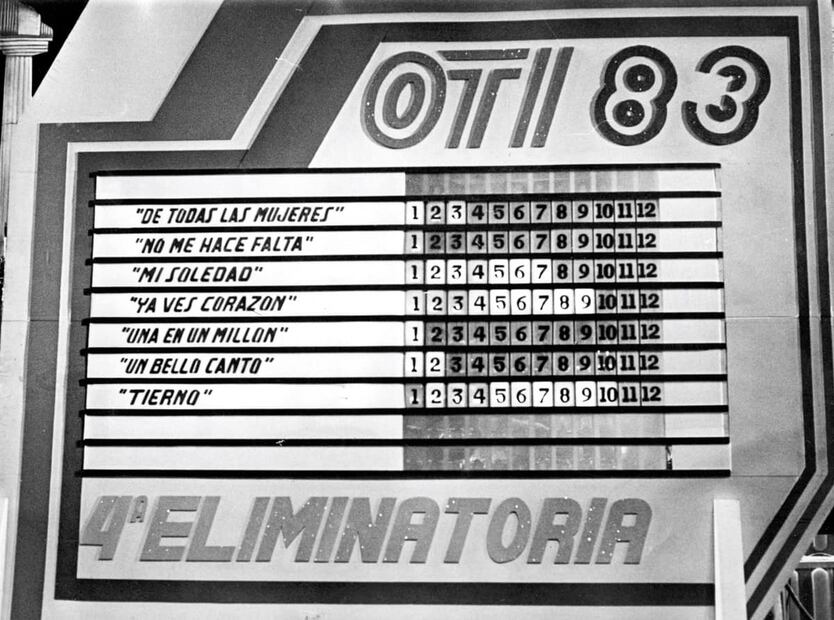 OTI 83
"DE TODAS LAS MUJERES" 1 2 3 4 5 6 7 8 9 10 11 12
"NO ME HACE FALTA" 1 2 3 4 5 6 7 8 9 10 11 12
"MI SOLEDAD" 1 2 3 4 5 6 7 8 9 10 11 12
"YA VES CORAZON" 1 2 3 4 5 6 7 8 9 10 11 12
"UNA EN UN MILLON" 1 2 3 4 5 6 7 8 9 10 11 12
"UN BELLO CANTO" 1 2 3 4 5 6 7 8 9 10 11 12
"TIERNO" 1 2 3 4 5 6 7 8 9 10 11 12
4ª ELIMINATORIA